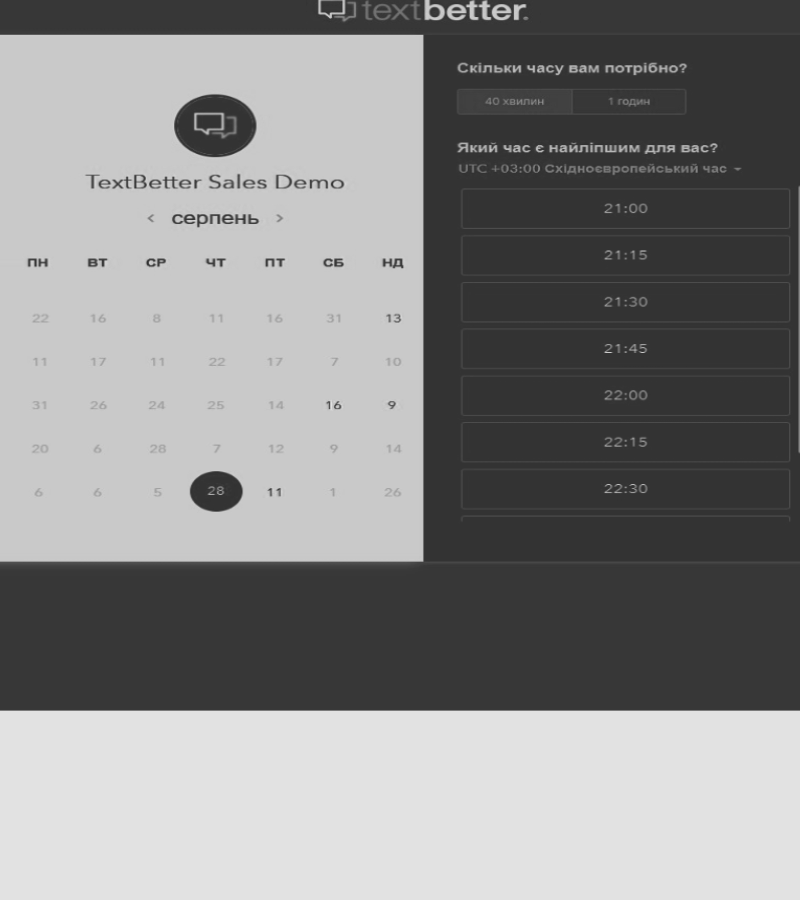 textbetter.
TextBetter Sales Demo
< серпень >
ПН ВТ СР ЧТ ПТ СБ НД
22 16 8 11 16 31 13
11 17 11 22 17 7 10
31 26 24 25 14 16 9
20 6 28 7 12 9 14
6 6 5 28 11 1 26
Скільки часу вам потрібно?
40 хвилин 1 годин
Який час є найліпшим для вас?
UTC +03:00 Східноєвропейський час
21:00
21:15
21:30
21:45
22:00
22:15
22:30